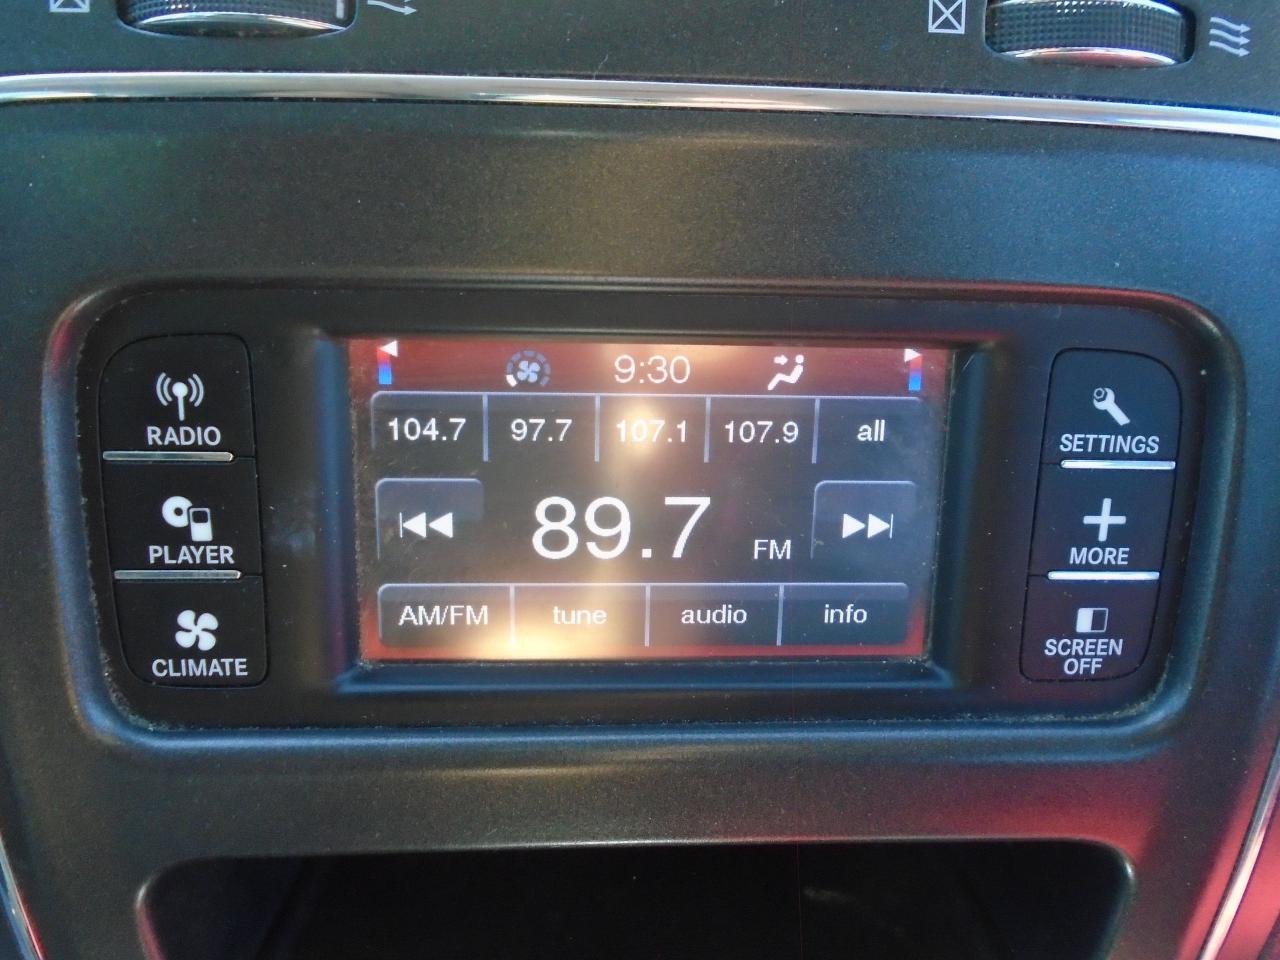 9:30
104.7 97.7 107.1 107.9 all
89.7 FM
AM/FM tune audio info
RADIO
PLAYER
CLIMATE
SETTINGS
MORE
SCREEN
OFF